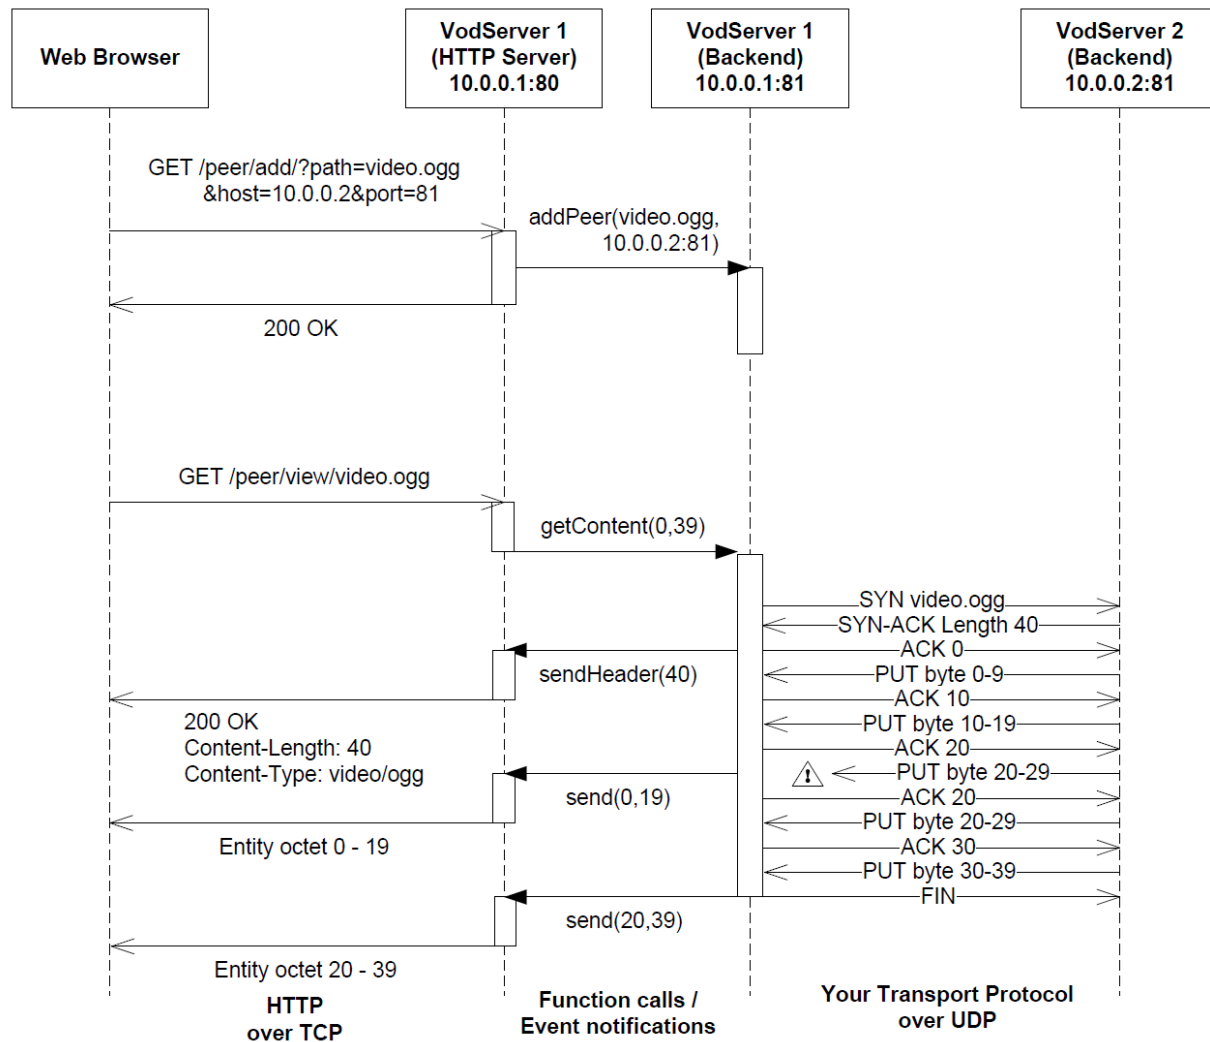 Web Browser
VodServer 1
(HTTP Server)
10.0.0.1:80
VodServer 1
(Backend)
10.0.0.1:81
VodServer 2
(Backend)
10.0.0.2:81
GET /peer/add/?path=video.ogg
&host=10.0.0.2&port=81
addPeer(video.ogg,
10.0.0.2:81)
200 OK
GET /peer/view/video.ogg
getContent(0,39)
SYN video.ogg
SYN-ACK Length 40
ACK 0
sendHeader(40)
PUT byte 0-9
ACK 10
200 OK
Content-Length: 40
Content-Type: video/ogg
PUT byte 10-19
ACK 20
PUT byte 20-29
send(0,19)
ACK 20
PUT byte 20-29
Entity octet 0 - 19
ACK 30
PUT byte 30-39
FIN
send(20,39)
Entity octet 20 - 39
HTTP
over TCP
Function calls /
Event notifications
Your Transport Protocol
over UDP